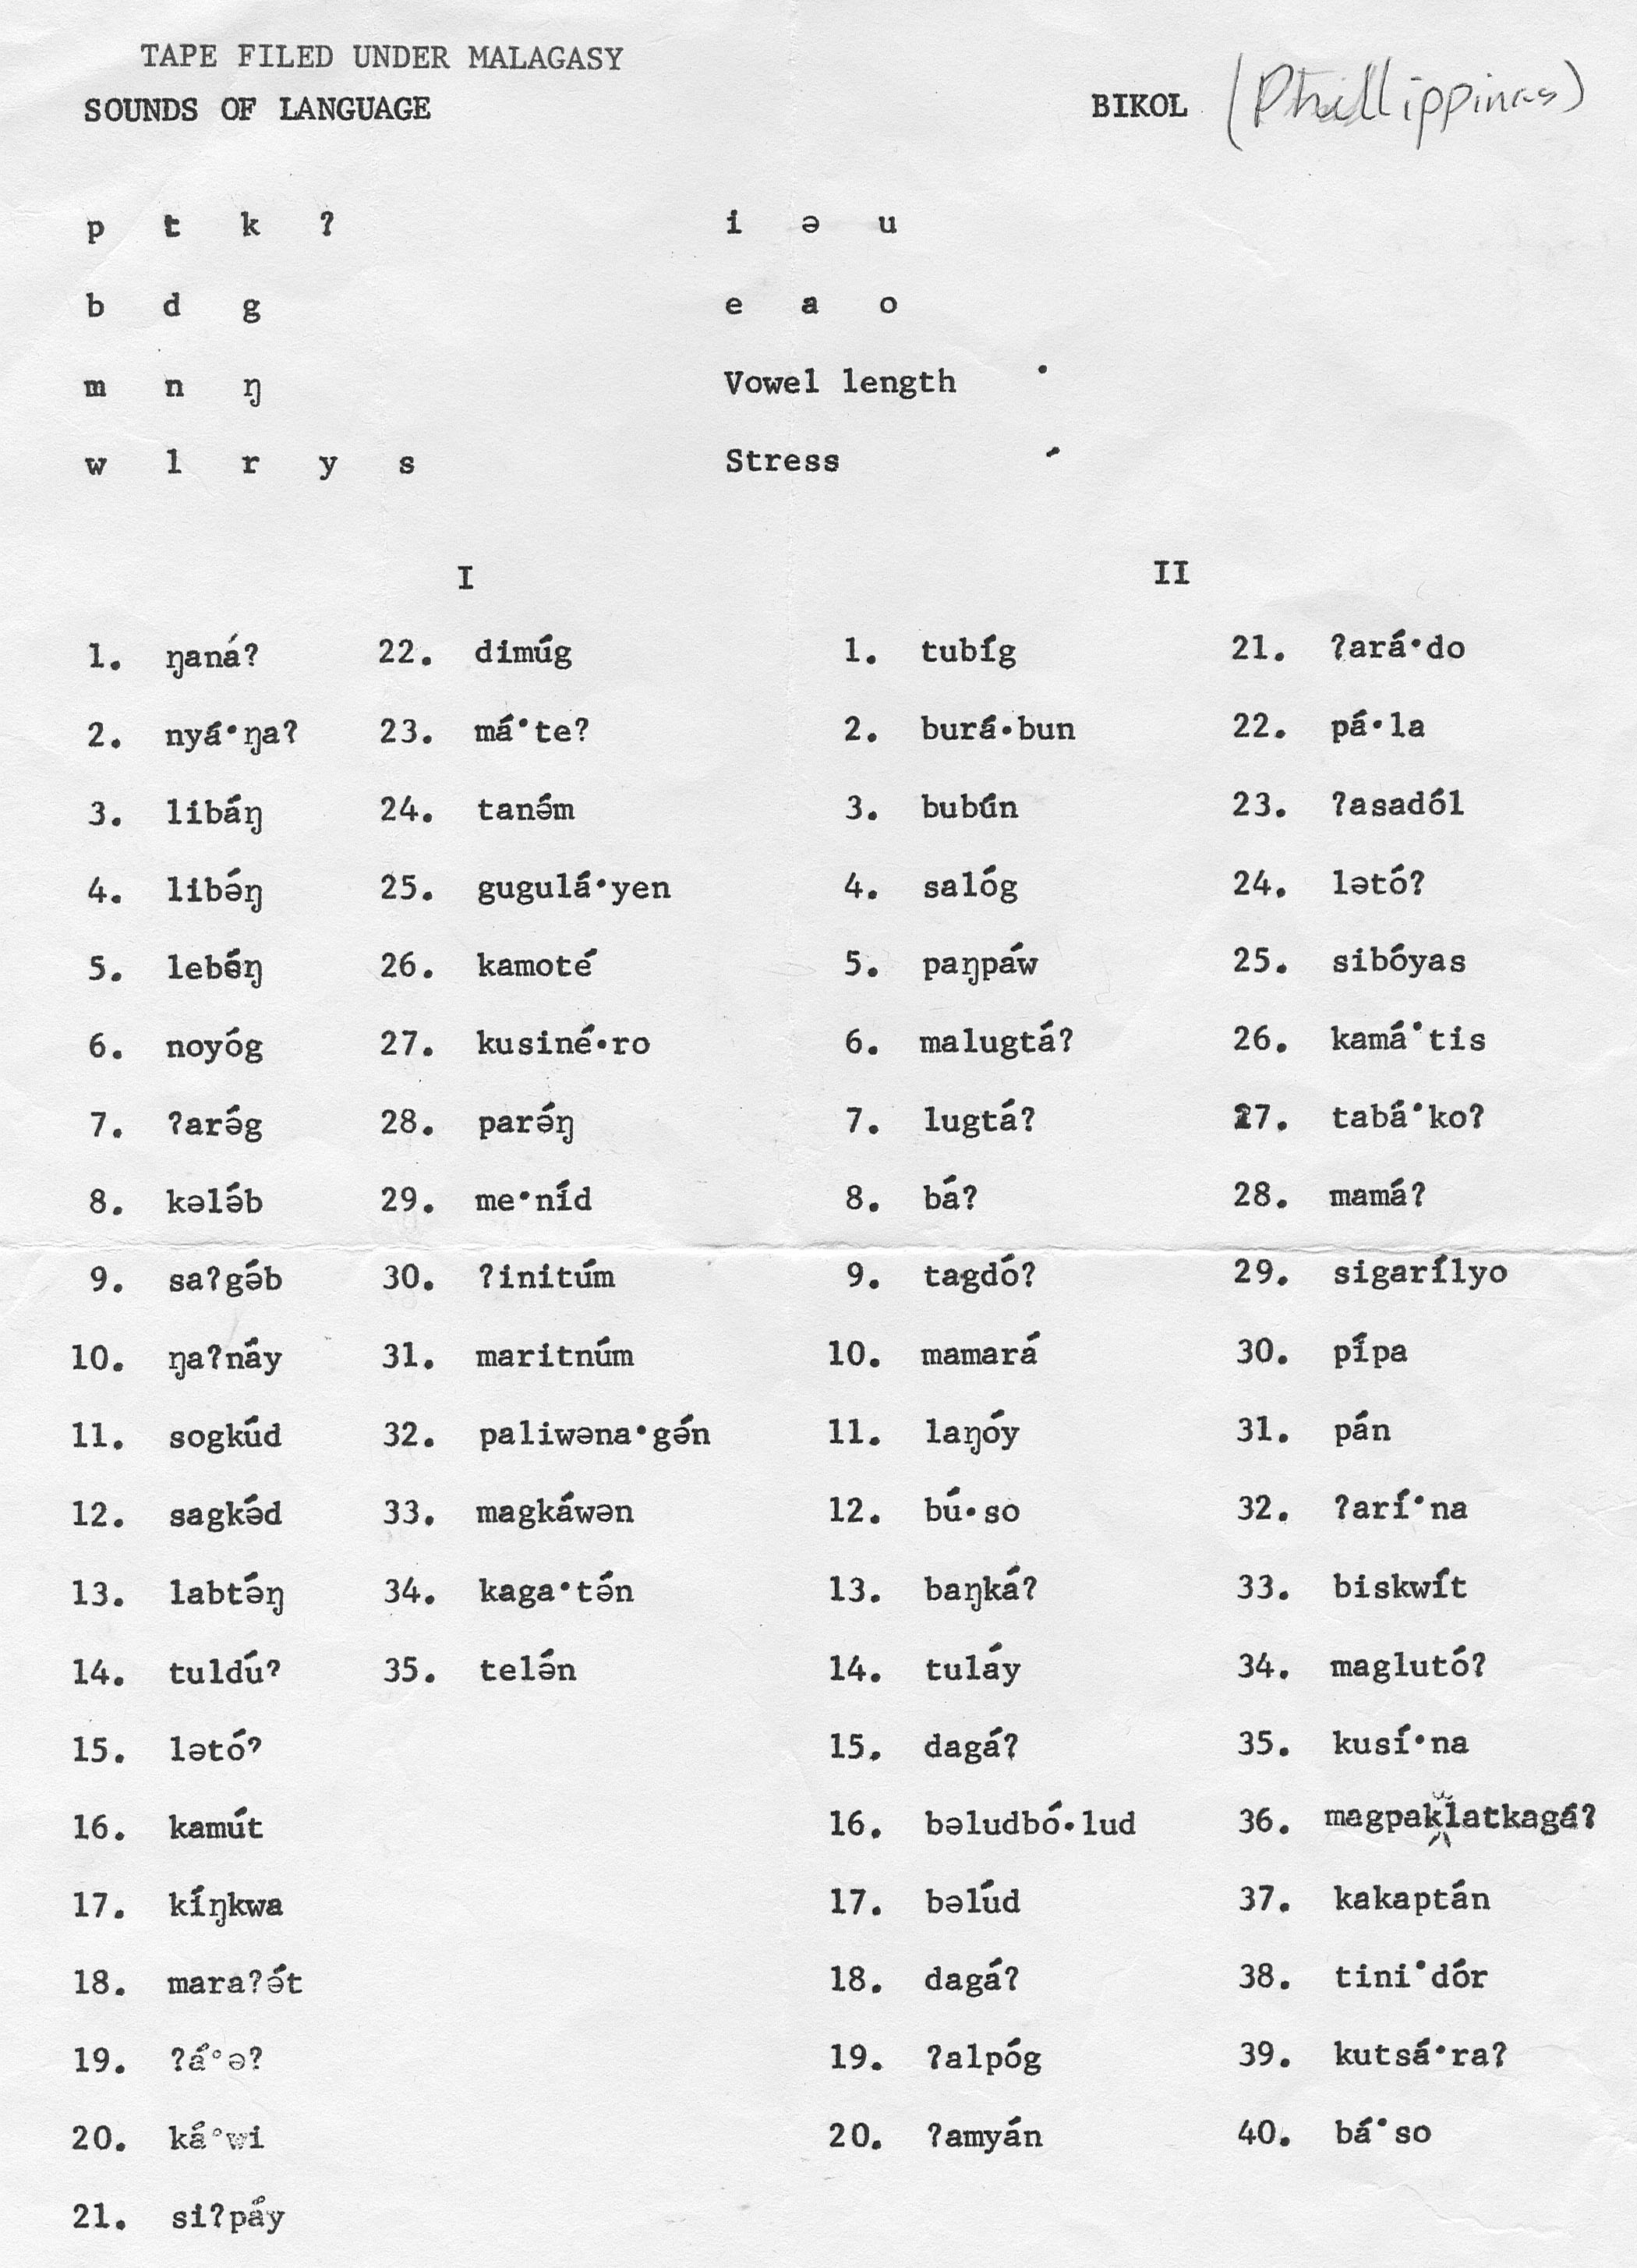 TAPE FILED UNDER MALAGASY
SOUNDS OF LANGUAGE BIKOL (Phillippines)
p t k ʔ i ə u
b d g e a o
m n ŋ Vowel length ·
w l r y s Stress ´
I II
1. ŋanáʔ 22. dimúg 1. tubíg 21. ʔará·do
2. nyá·ŋaʔ 23. má·teʔ 2. burá·bun 22. pá·la
3. libáŋ 24. tanə́m 3. bubún 23. ʔasadól
4. libə́ŋ 25. gugulá·yen 4. salóg 24. lətóʔ
5. lebə́ŋ 26. kamoté 5. paŋpáw 25. sibóyas
6. noyóg 27. kusiné·ro 6. malugtáʔ 26. kamá·tis
7. ʔarə́g 28. parə́ŋ 7. lugtáʔ 27. tabá·koʔ
8. kələ́b 29. me·níd 8. báʔ 28. mamáʔ
9. saʔgə́b 30. ʔinitúm 9. tagdóʔ 29. sigarílyo
10. ŋaʔnáy 31. maritnúm 10. mamará 30. pípa
11. sogkúd 32. paliwəna·gə́n 11. laŋóy 31. pán
12. sagkə́d 33. magkáwən 12. bú·so 32. ʔarí·na
13. labtə́ŋ 34. kaga·tə́n 13. baŋkáʔ 33. biskwít
14. tuldúʔ 35. telə́n 14. tuláy 34. maglutóʔ
15. lətóʔ 15. dagáʔ 35. kusí·na
16. kamút 16. bəludbó·lud 36. magpaklatkagáʔ
17. kíŋkwa 17. bəlúd 37. kakaptán
18. maraʔə́t 18. dagáʔ 38. tini·dór
19. ʔá·əʔ 19. ʔalpóg 39. kutsá·raʔ
20. ká·wi 20. ʔamyán 40. bá·so
21. siʔpáy